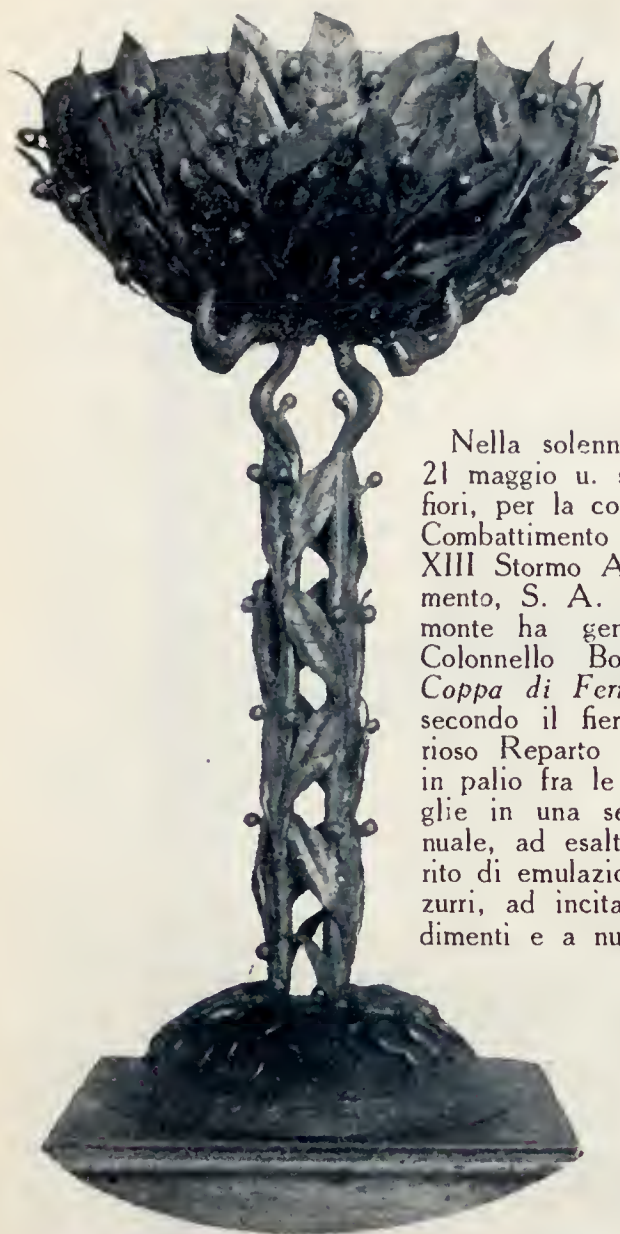 Nella solenn
21 maggio u. s
fiori, per la co
Combattimento
XIII Stormo A
mento, S. A.
monte ha gen
Colonnello Bo
Coppa di Ferr
secondo il fier
rioso Reparto
in palio fra le
glie in una se
nuale, ad esalt
rito di emulazio
zurri, ad incita
dimenti e a nu